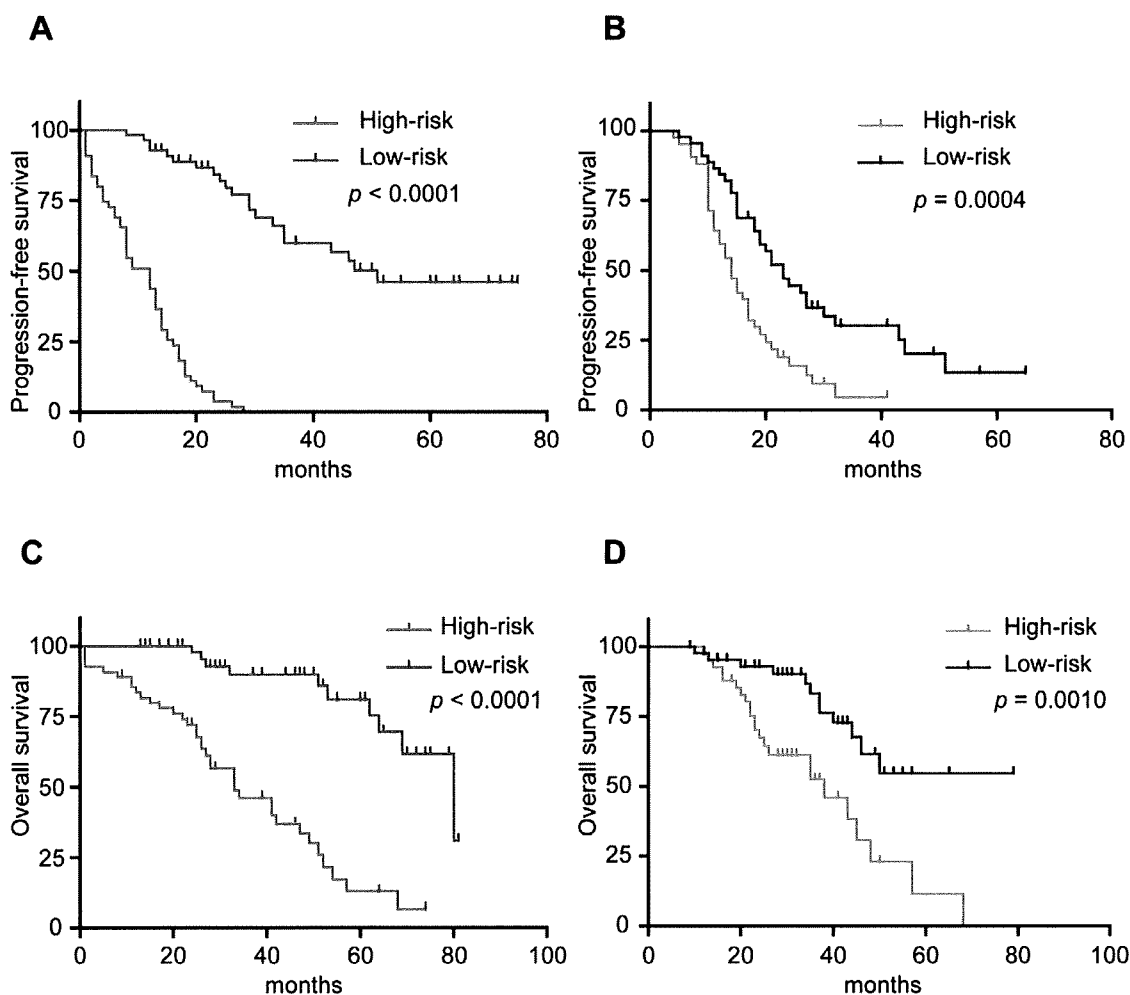 A
Progression-free survival
100
75
50
25
0
0 20 40 60 80
months
High-risk
Low-risk
p < 0.0001
B
Progression-free survival
100
75
50
25
0
0 20 40 60 80
months
High-risk
Low-risk
p = 0.0004
C
Overall survival
100
75
50
25
0
0 20 40 60 80 100
months
High-risk
Low-risk
p < 0.0001
D
Overall survival
100
75
50
25
0
0 20 40 60 80 100
months
High-risk
Low-risk
p = 0.0010